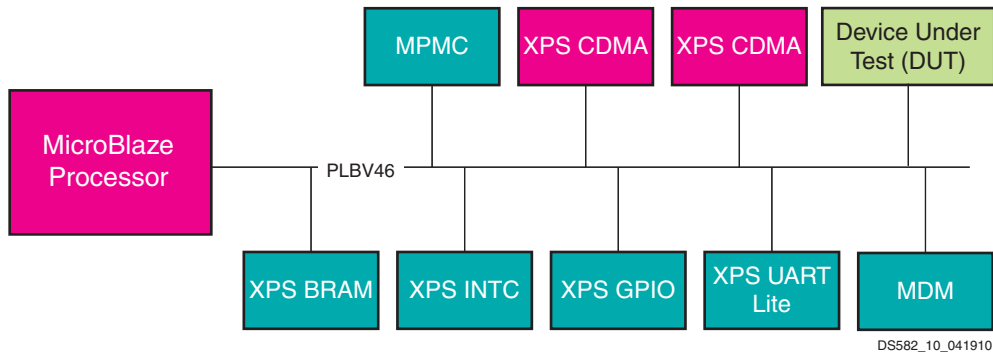 MPMC
XPS CDMA
XPS CDMA
Device Under
Test (DUT)
MicroBlaze
Processor
PLBV46
XPS BRAM
XPS INTC
XPS GPIO
XPS UART
Lite
MDM
DS582_10_041910